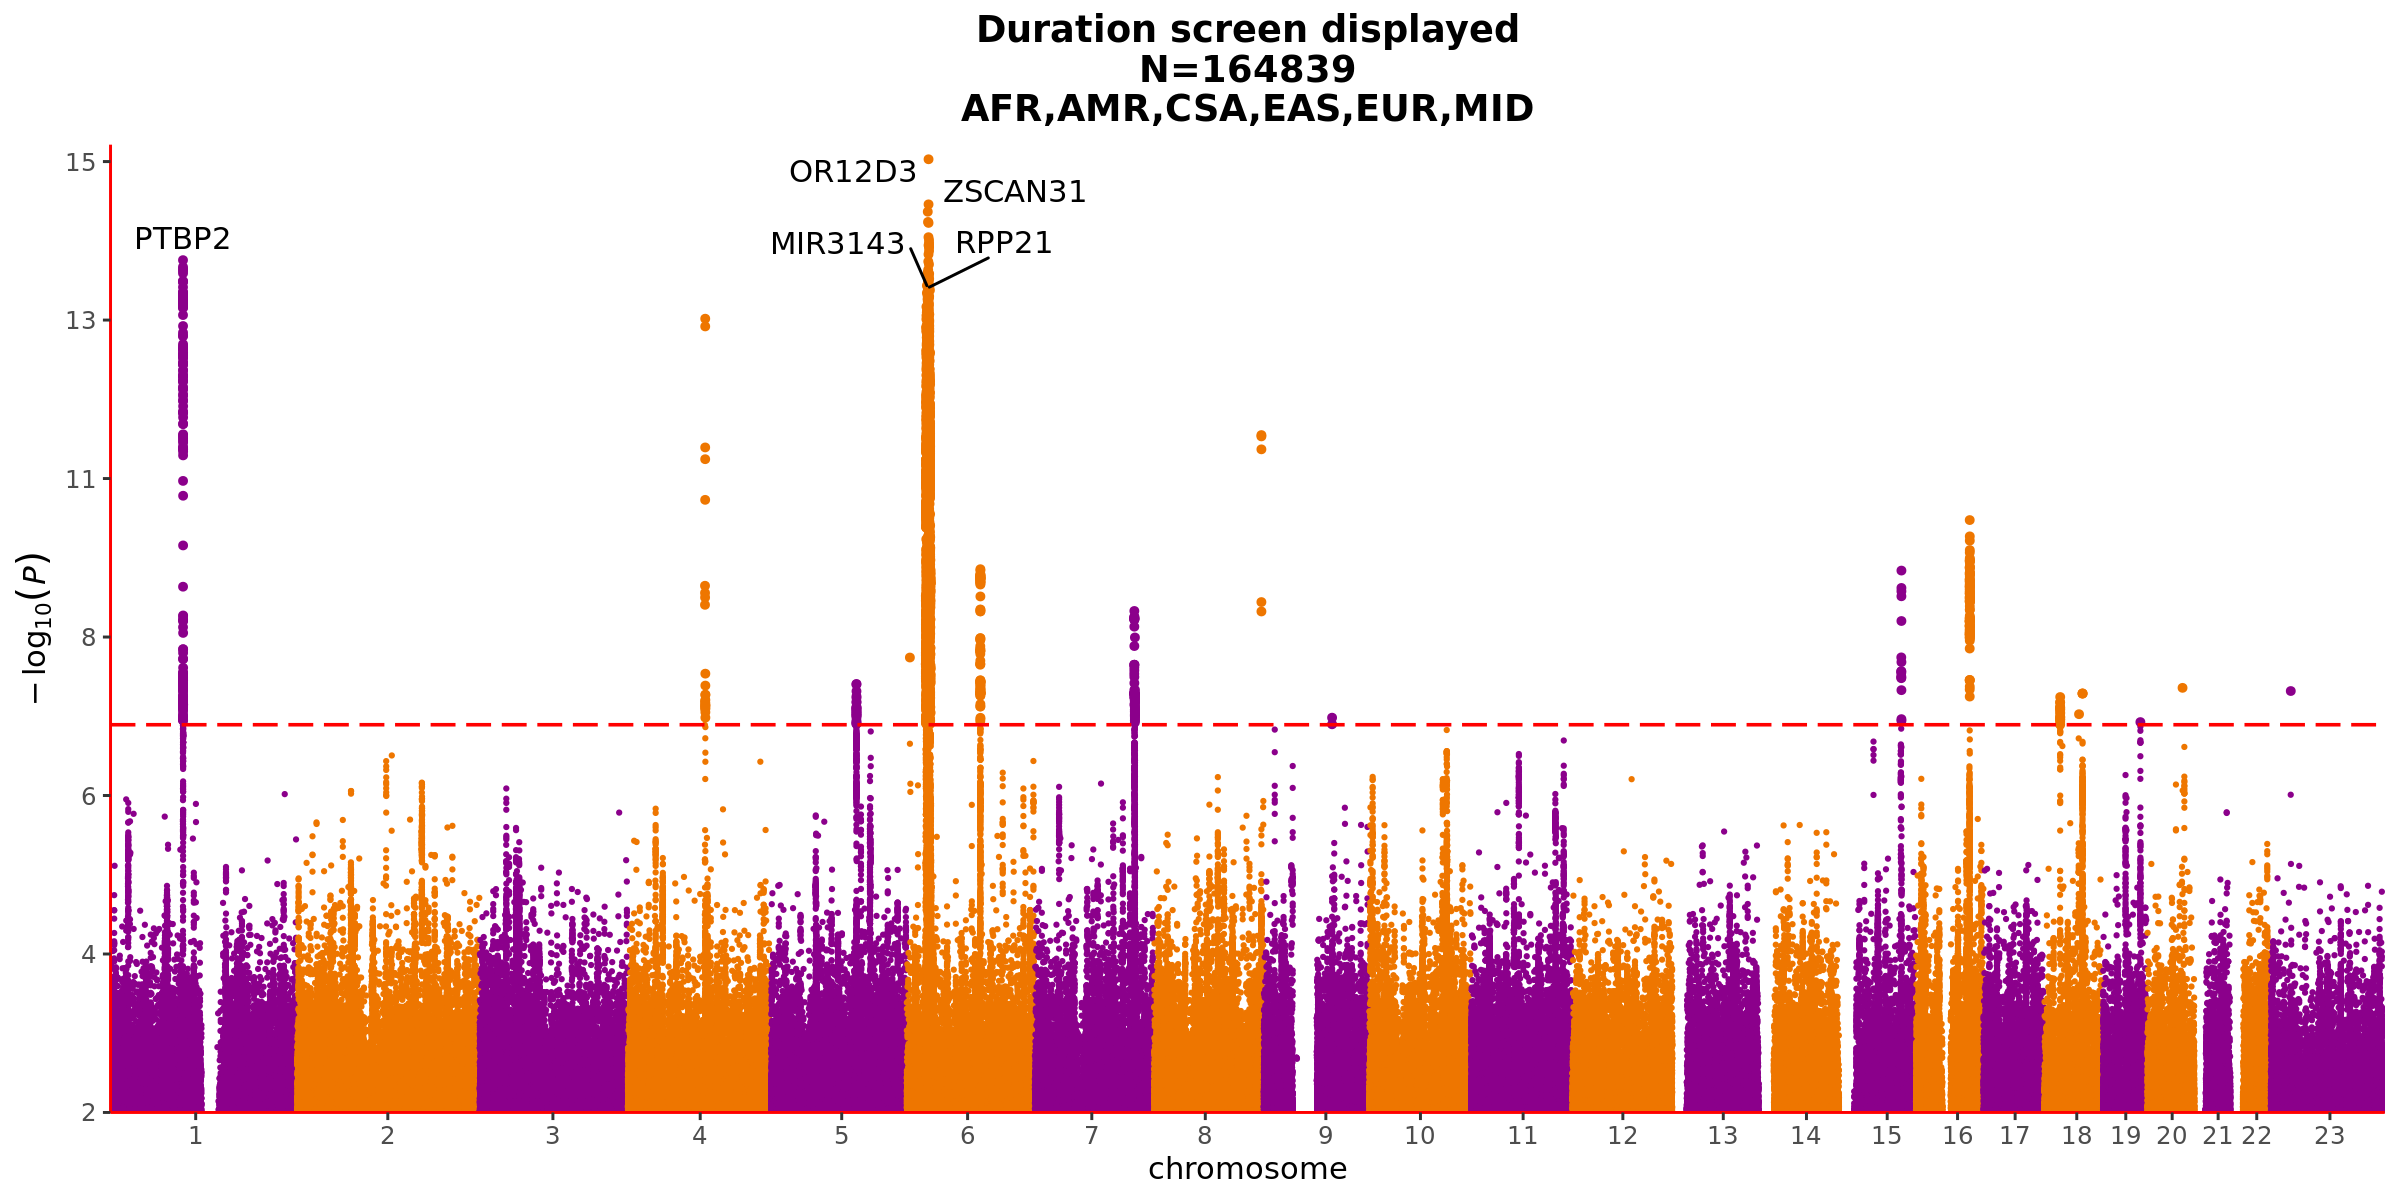 Duration screen displayed
N=164839
AFR,AMR,CSA,EAS,EUR,MID
15
13
11
8
6
4
2
−log10(P)
PTBP2
OR12D3
ZSCAN31
MIR3143
RPP21
1 2 3 4 5 6 7 8 9 10 11 12 13 14 15 16 17 18 19 20 21 22 23
chromosome